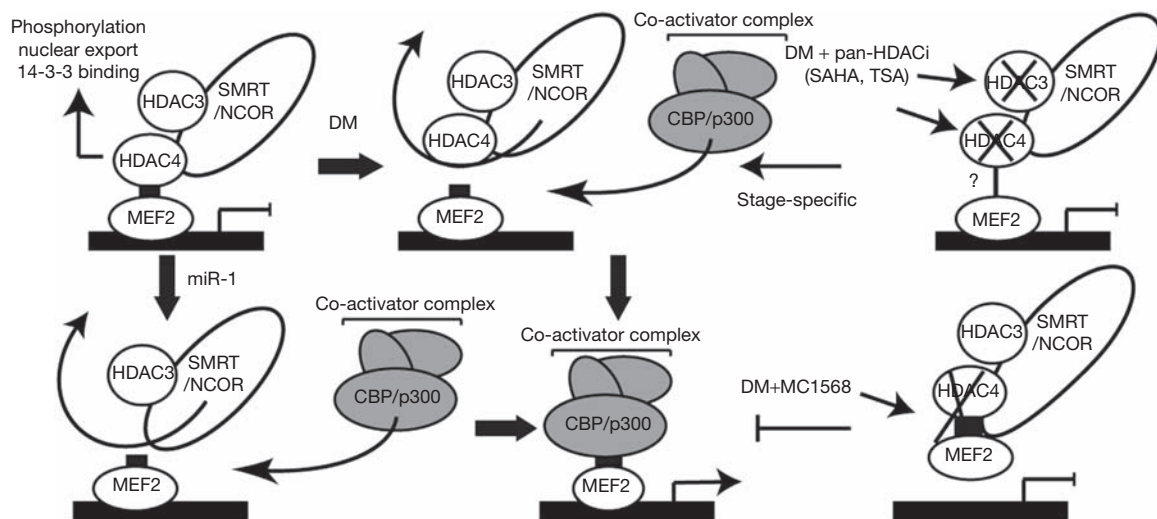 Phosphorylation
nuclear export
14-3-3 binding
HDAC3
SMRT
/NCOR
HDAC4
MEF2
DM
HDAC3
SMRT
/NCOR
HDAC4
MEF2
Co-activator complex
CBP/p300
DM + pan-HDACi
(SAHA, TSA)
Stage-specific
HDAC3
SMRT
/NCOR
HDAC4
?
MEF2
miR-1
HDAC3
SMRT
/NCOR
MEF2
Co-activator complex
CBP/p300
Co-activator complex
CBP/p300
MEF2
DM+MC1568
HDAC3
SMRT
/NCOR
HDAC4
MEF2